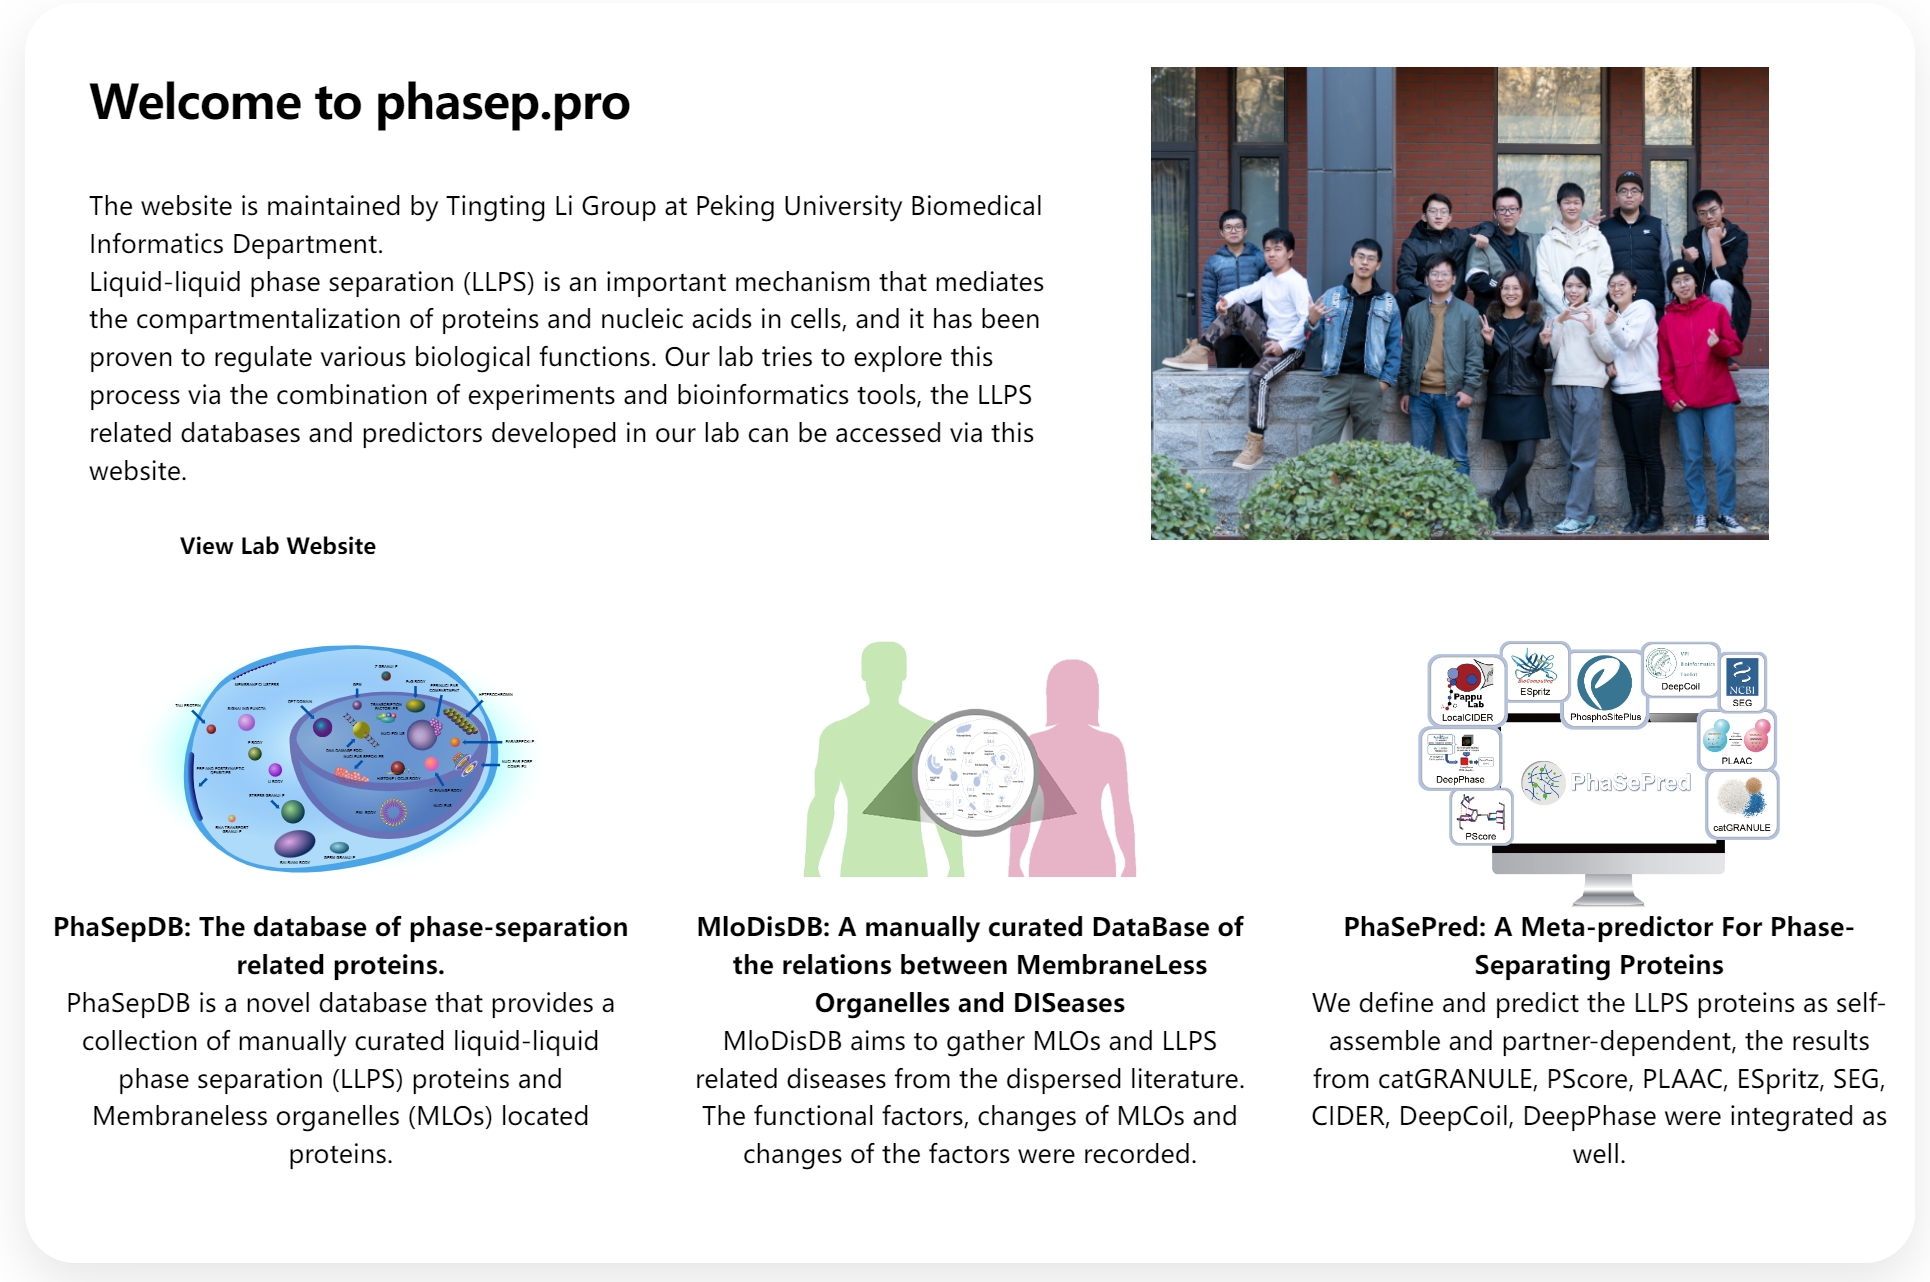 Welcome to phasep.pro
The website is maintained by Tingting Li Group at Peking University Biomedical
Informatics Department.
Liquid-liquid phase separation (LLPS) is an important mechanism that mediates
the compartmentalization of proteins and nucleic acids in cells, and it has been
proven to regulate various biological functions. Our lab tries to explore this
process via the combination of experiments and bioinformatics tools, the LLPS
related databases and predictors developed in our lab can be accessed via this
website.
View Lab Website
PhaSepDB: The database of phase-separation
related proteins.
PhaSepDB is a novel database that provides a
collection of manually curated liquid-liquid
phase separation (LLPS) proteins and
Membraneless organelles (MLOs) located
proteins.
MloDisDB: A manually curated DataBase of
the relations between MembraneLess
Organelles and DISeases
MloDisDB aims to gather MLOs and LLPS
related diseases from the dispersed literature.
The functional factors, changes of MLOs and
changes of the factors were recorded.
Pappu
Lab
LocalCIDER
BioComputing
ESpritz
PhosphoSitePlus
MPI
Bioinformatics
Toolkit
DeepCoil
NCBI
SEG
DeepPhase
PLAAC
PhaSePred
PScore
catGRANULE
PhaSePred: A Meta-predictor For Phase-
Separating Proteins
We define and predict the LLPS proteins as self-
assemble and partner-dependent, the results
from catGRANULE, PScore, PLAAC, ESpritz, SEG,
CIDER, DeepCoil, DeepPhase were integrated as
well.